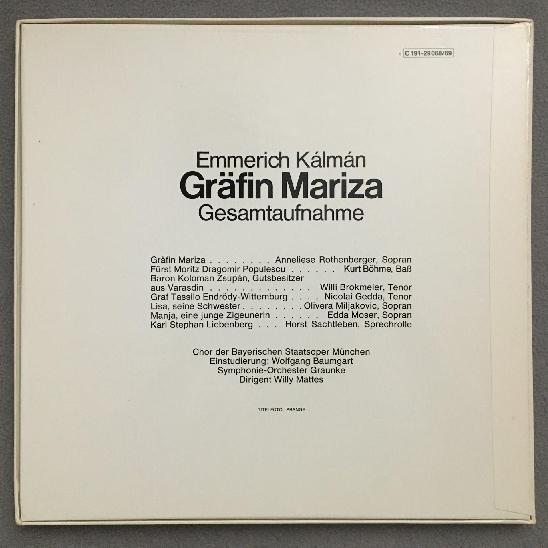 C 191-29 068/69
Emmerich Kálmán
Gräfin Mariza
Gesamtaufnahme
Gräfin Mariza . . . . . . . . Anneliese Rothenberger, Sopran
Fürst Moritz Dragomir Populescu . . . . . . Kurt Böhme, Baß
Baron Koloman Zsupán, Gutsbesitzer
aus Varasdin . . . . . . . . . . . . . Willi Brokmeier, Tenor
Graf Tassilo Endrödy-Wittemburg . . . . Nicolai Gedda, Tenor
Lisa, seine Schwester . . . . . . . . Olivera Miljakovic, Sopran
Manja, eine junge Zigeunerin . . . . . . Edda Moser, Sopran
Karl Stephan Liebenberg . . . Horst Sachtleben, Sprechrolle
Chor der Bayerischen Staatsoper München
Einstudierung: Wolfgang Baumgart
Symphonie-Orchester Graunke
Dirigent Willy Mattes
TITELFOTO